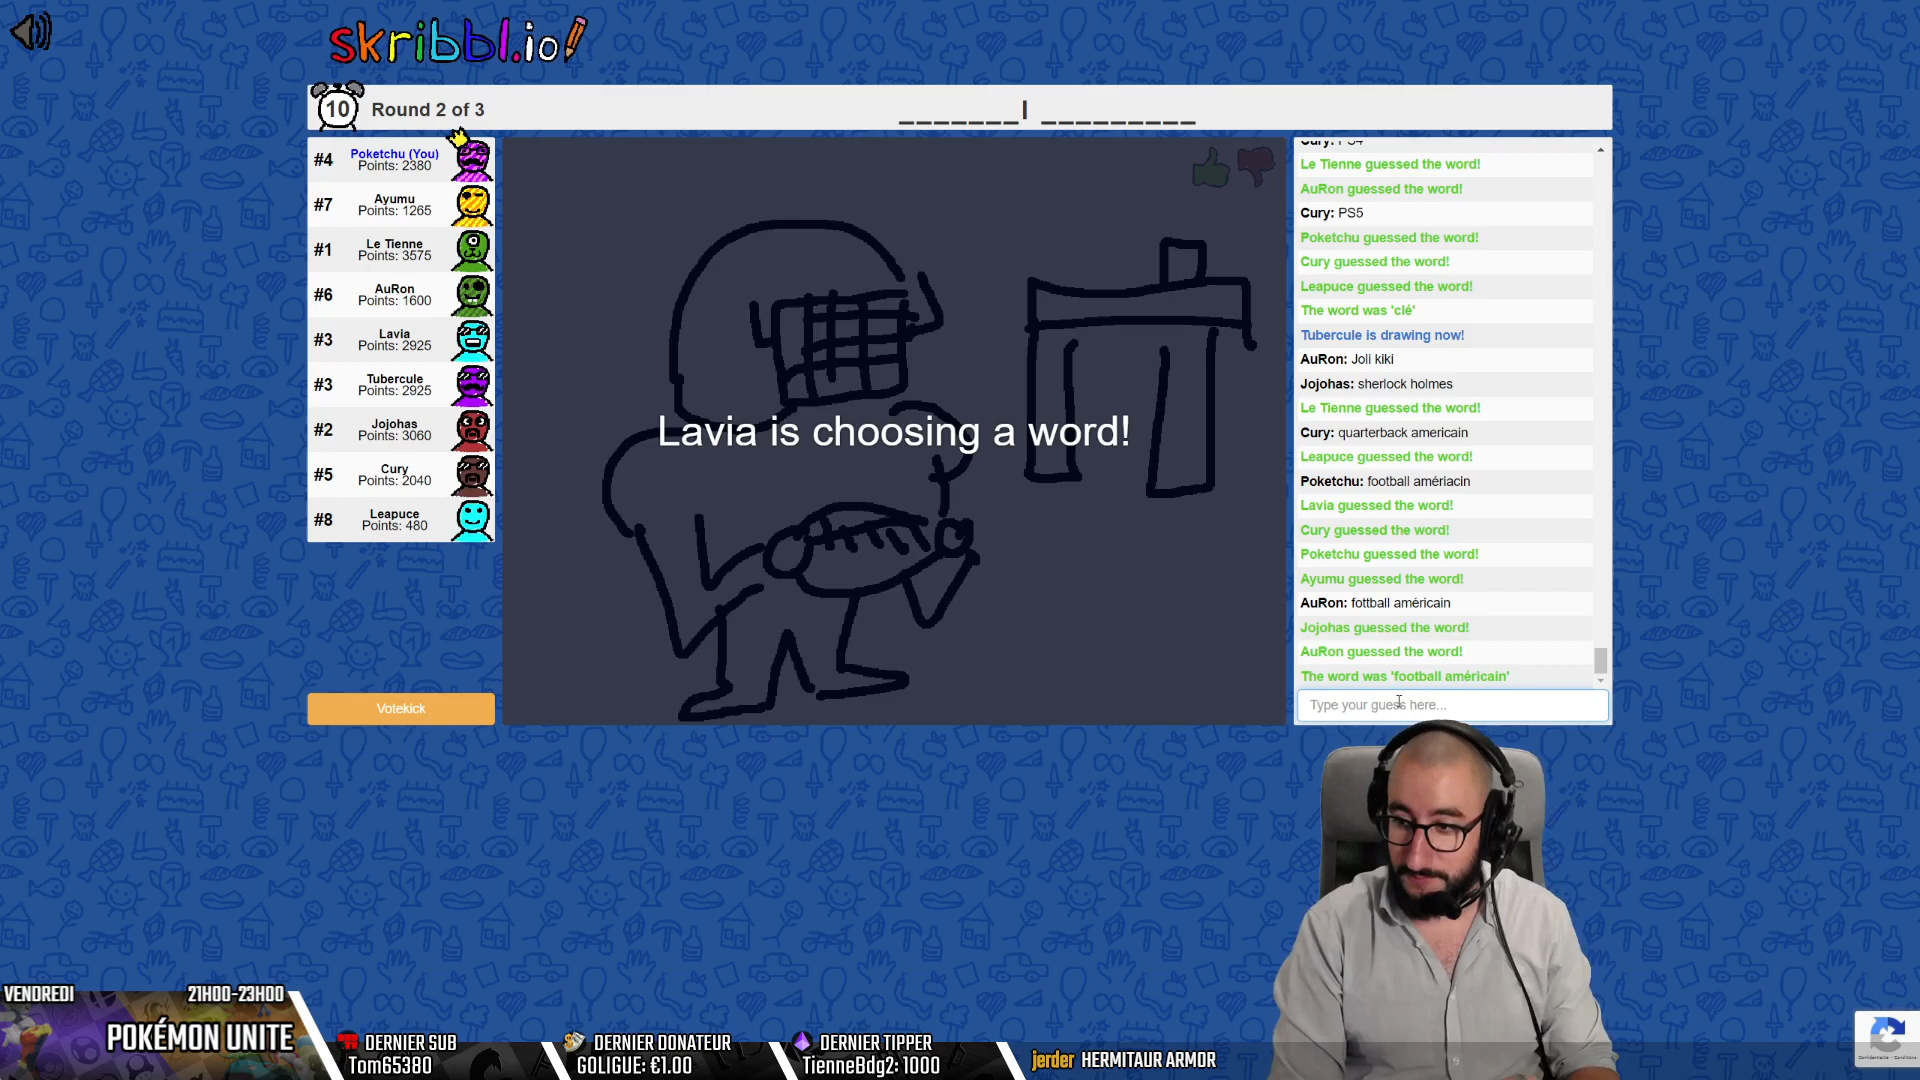 skribbl.io
10
Round 2 of 3
_______l _________
#4
Poketchu (You)
Points: 2380
#7
Ayumu
Points: 1265
#1
Le Tienne
Points: 3575
#6
AuRon
Points: 1600
#3
Lavia
Points: 2925
#3
Tubercule
Points: 2925
#2
Jojohas
Points: 3060
#5
Cury
Points: 2040
#8
Leapuce
Points: 480
Votekick
Lavia is choosing a word!
Cury: PS4
Le Tienne guessed the word!
AuRon guessed the word!
Cury: PS5
Poketchu guessed the word!
Cury guessed the word!
Leapuce guessed the word!
The word was 'clé'
Tubercule is drawing now!
AuRon: Joli kiki
Jojohas: sherlock holmes
Le Tienne guessed the word!
Cury: quarterback americain
Leapuce guessed the word!
Poketchu: football amériacin
Lavia guessed the word!
Cury guessed the word!
Poketchu guessed the word!
Ayumu guessed the word!
AuRon: fottball américain
Jojohas guessed the word!
AuRon guessed the word!
The word was 'football américain'
Type your guess here...
VENDREDI
21H00-23H00
POKÉMON UNITE
DERNIER SUB
Tom65380
DERNIER DONATEUR
GOLIGUE: €1.00
DERNIER TIPPER
TienneBdg2: 1000
jerder HERMITAUR ARMOR